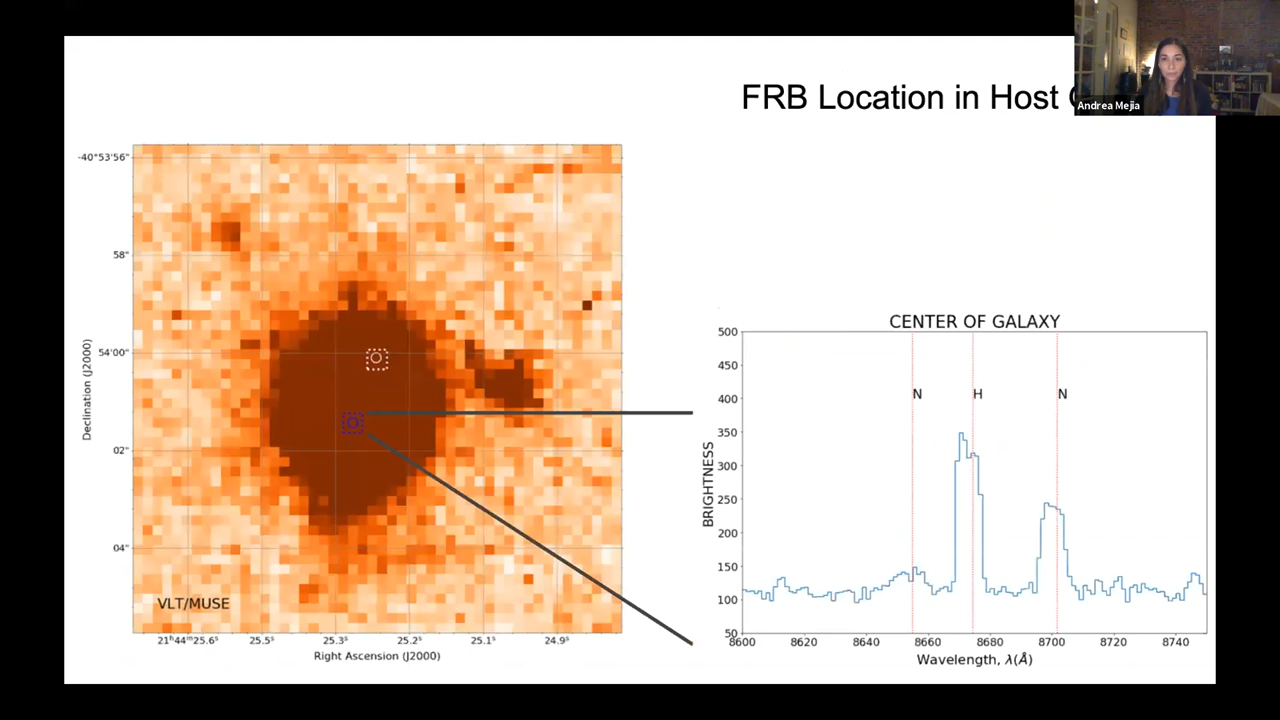 FRB Location in Host
Andrea Mejia
-40°53'56"
58"
54'00"
02"
04"
Declination (J2000)
VLT/MUSE
21ʰ44ᵐ25.6ˢ
25.5ˢ
25.3ˢ
25.2ˢ
25.1ˢ
24.9ˢ
Right Ascension (J2000)
CENTER OF GALAXY
500
450
400
350
300
250
200
150
100
50
BRIGHTNESS
N
H
N
8600
8620
8640
8660
8680
8700
8720
8740
Wavelength, λ(Å)